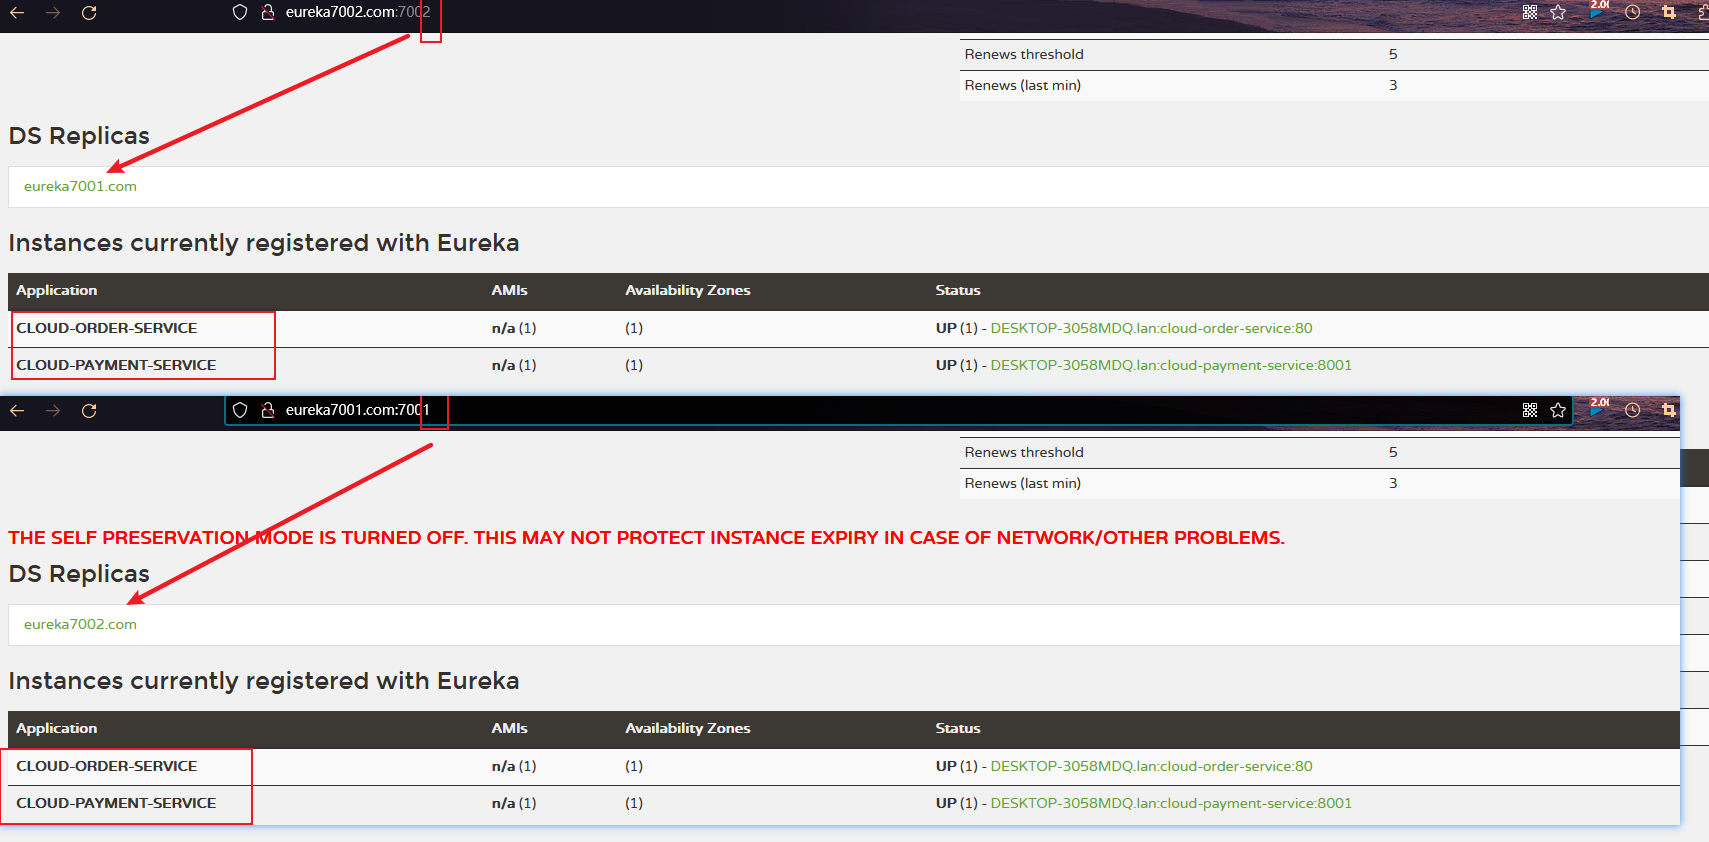 eureka7002.com:7002
2.00
Renews threshold 5
Renews (last min) 3
DS Replicas
eureka7001.com
Instances currently registered with Eureka
Application AMIs Availability Zones Status
CLOUD-ORDER-SERVICE n/a (1) (1) UP (1) - DESKTOP-3058MDQ.lan:cloud-order-service:80
CLOUD-PAYMENT-SERVICE n/a (1) (1) UP (1) - DESKTOP-3058MDQ.lan:cloud-payment-service:8001
eureka7001.com:7001
2.00
Renews threshold 5
Renews (last min) 3
THE SELF PRESERVATION MODE IS TURNED OFF. THIS MAY NOT PROTECT INSTANCE EXPIRY IN CASE OF NETWORK/OTHER PROBLEMS.
DS Replicas
eureka7002.com
Instances currently registered with Eureka
Application AMIs Availability Zones Status
CLOUD-ORDER-SERVICE n/a (1) (1) UP (1) - DESKTOP-3058MDQ.lan:cloud-order-service:80
CLOUD-PAYMENT-SERVICE n/a (1) (1) UP (1) - DESKTOP-3058MDQ.lan:cloud-payment-service:8001